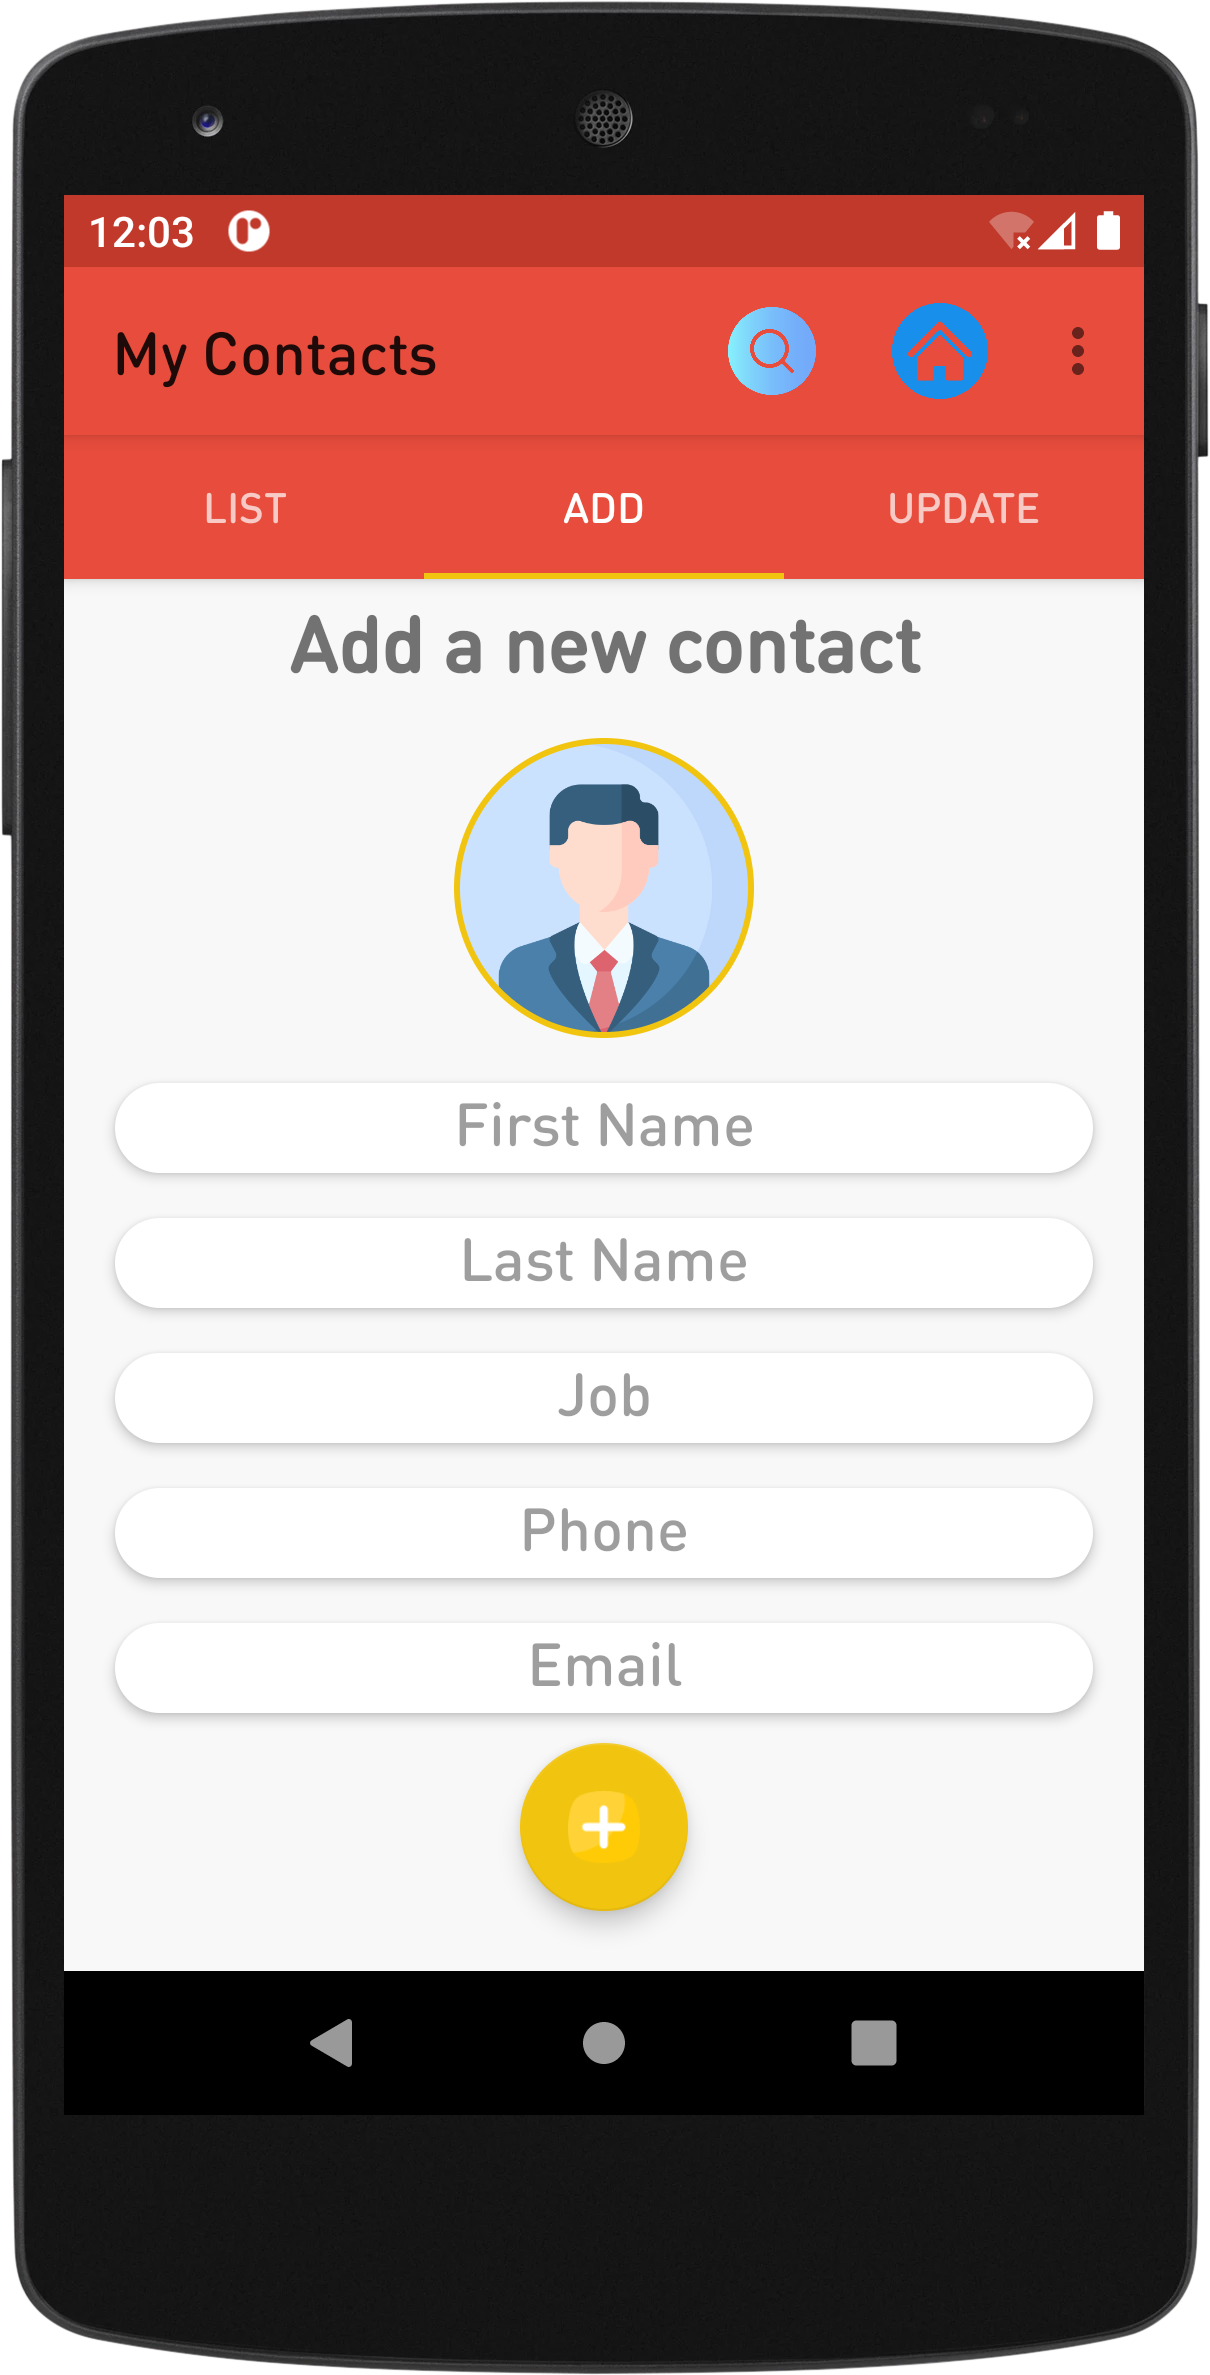 12:03
My Contacts
LIST ADD UPDATE
Add a new contact
First Name
Last Name
Job
Phone
Email